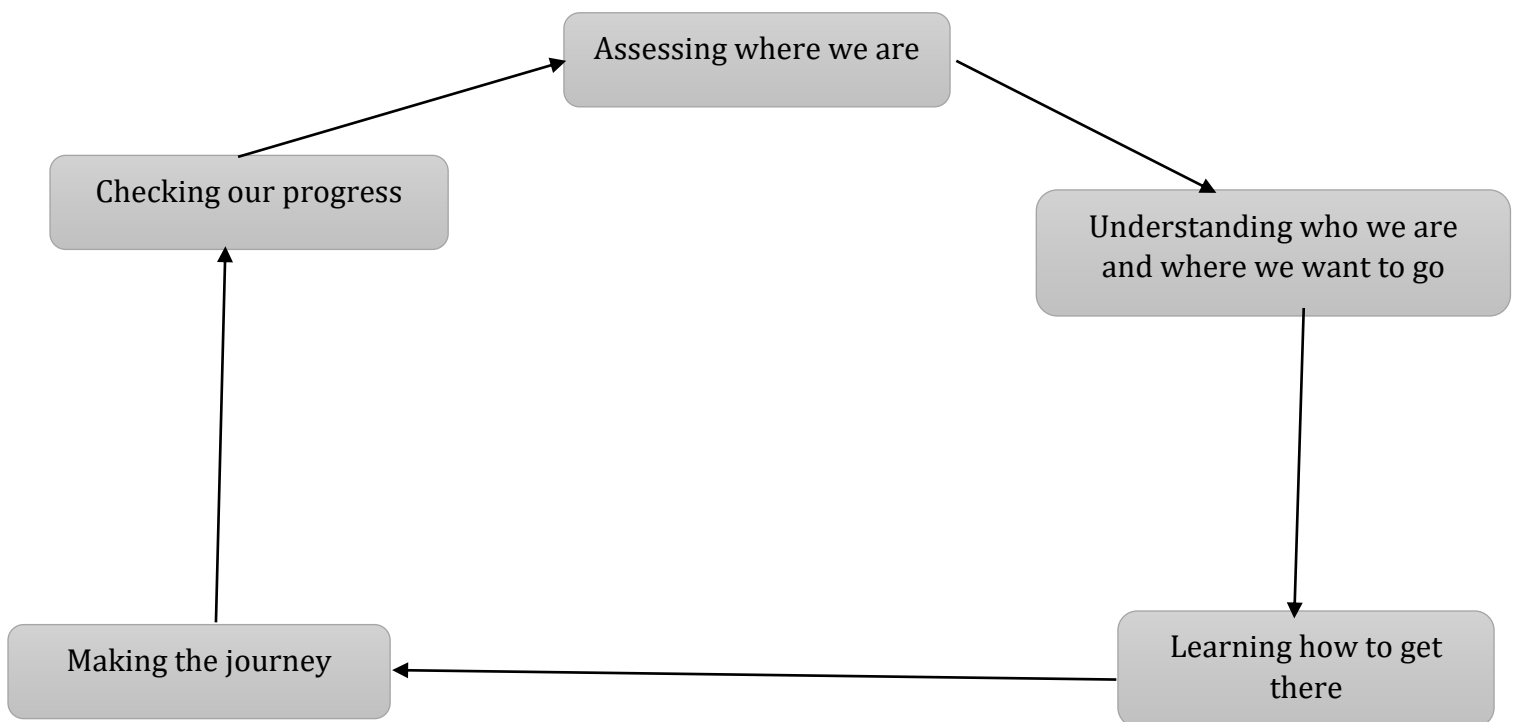 Assessing where we are
Checking our progress
Understanding who we are
and where we want to go
Learning how to get
there
Making the journey